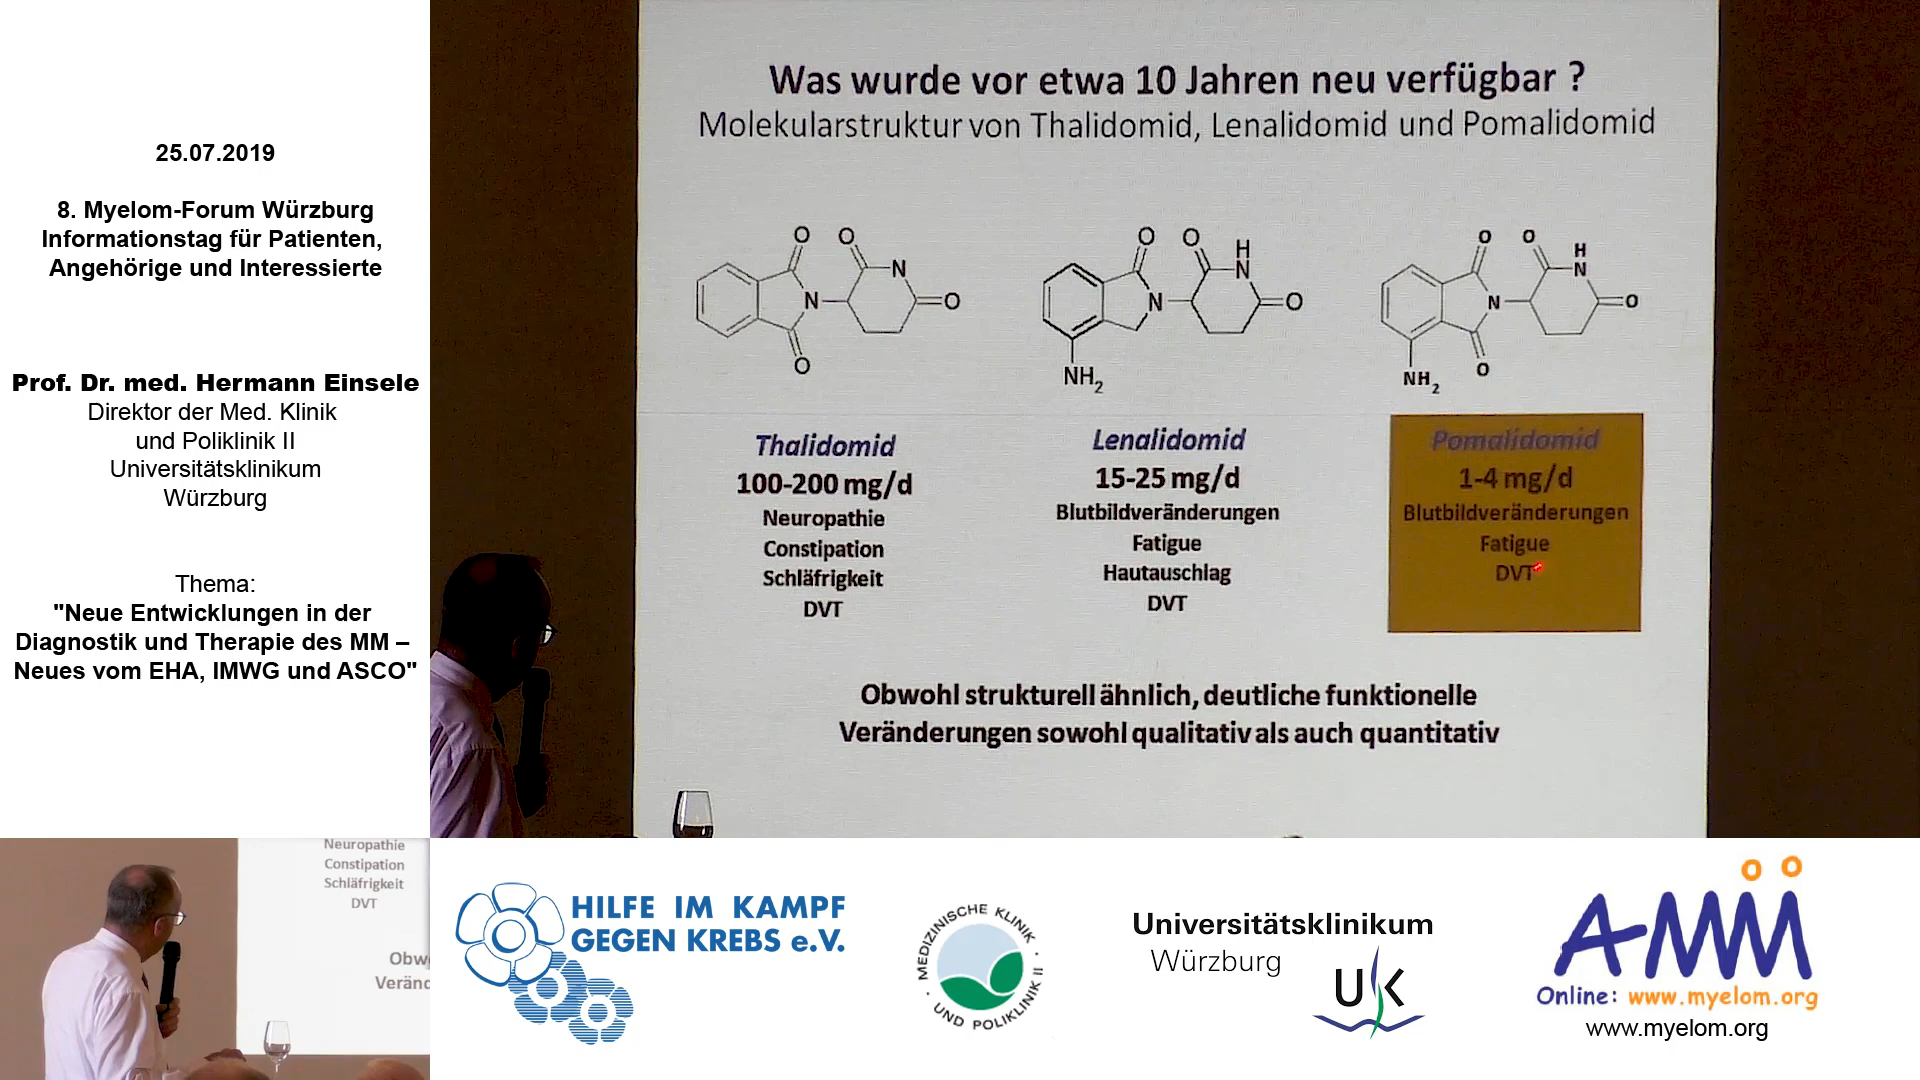 25.07.2019
8. Myelom-Forum Würzburg
Informationstag für Patienten,
Angehörige und Interessierte
Prof. Dr. med. Hermann Einsele
Direktor der Med. Klinik
und Poliklinik II
Universitätsklinikum
Würzburg
Thema:
"Neue Entwicklungen in der
Diagnostik und Therapie des MM –
Neues vom EHA, IMWG und ASCO"
Was wurde vor etwa 10 Jahren neu verfügbar ?
Molekularstruktur von Thalidomid, Lenalidomid und Pomalidomid
O O N N O O
O O H N N O NH2
O O H N N O O NH2
Thalidomid
100-200 mg/d
Neuropathie
Constipation
Schläfrigkeit
DVT
Lenalidomid
15-25 mg/d
Blutbildveränderungen
Fatigue
Hautauschlag
DVT
Pomalidomid
1-4 mg/d
Blutbildveränderungen
Fatigue
DVT
Obwohl strukturell ähnlich, deutliche funktionelle
Veränderungen sowohl qualitativ als auch quantitativ
Neuropathie
Constipation
Schläfrigkeit
DVT
Obw
Veränd
HILFE IM KAMPF
GEGEN KREBS e.V.
MEDIZINISCHE KLINIK
UND POLIKLINIK II
Universitätsklinikum
Würzburg
UK
AMM
Online: www.myelom.org
www.myelom.org